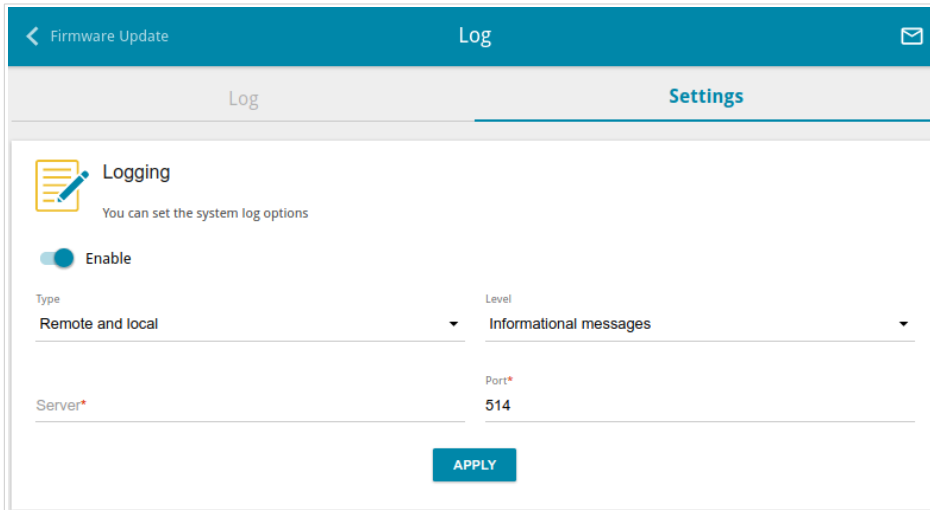 Firmware Update
Log
Log
Settings
Logging
You can set the system log options
Enable
Type
Remote and local
Level
Informational messages
Server*
Port*
514
APPLY